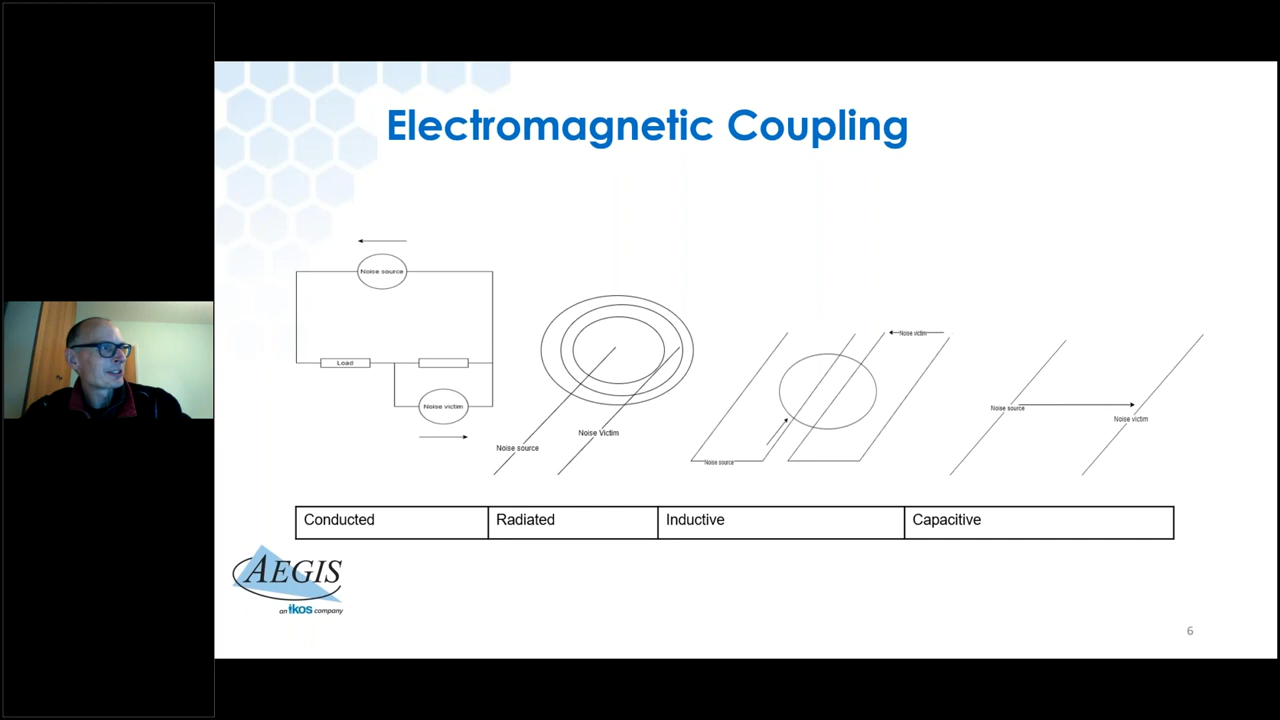 Electromagnetic Coupling
Noise source
Load
Noise victim
Noise source
Noise Victim
Noise source
Noise victim
Noise source
Noise victim
Conducted
Radiated
Inductive
Capacitive
AEGIS
an ikos company
6